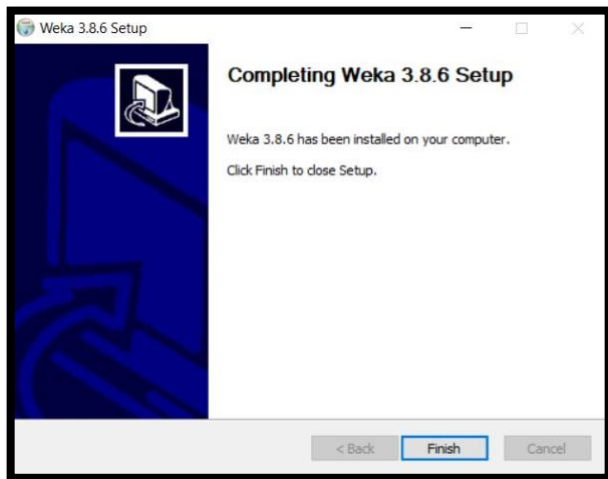 Weka 3.8.6 Setup
Completing Weka 3.8.6 Setup
Weka 3.8.6 has been installed on your computer.
Click Finish to close Setup.
< Back
Finish
Cancel